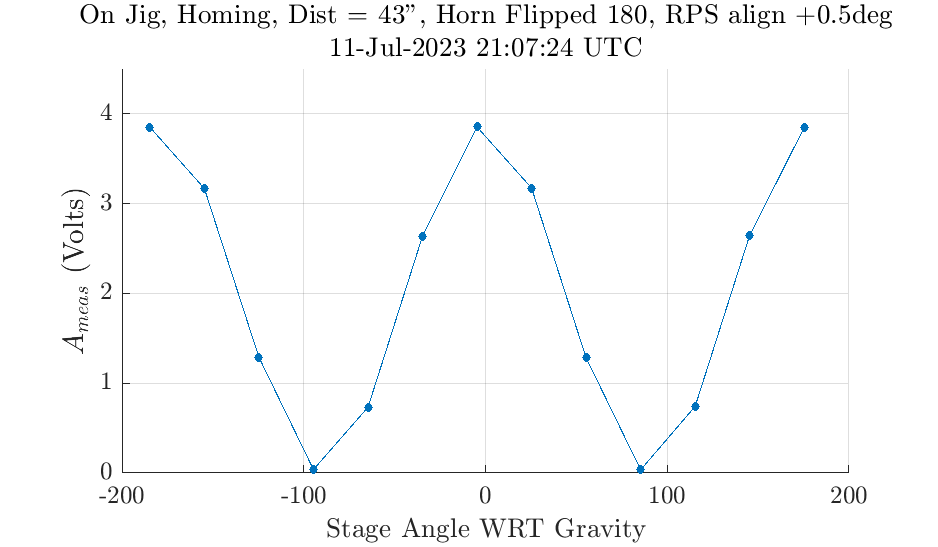 On Jig, Homing, Dist = 43”, Horn Flipped 180, RPS align +0.5deg
11-Jul-2023 21:07:24 UTC
4
3
2
1
0
A_meas (Volts)
-200 -100 0 100 200
Stage Angle WRT Gravity